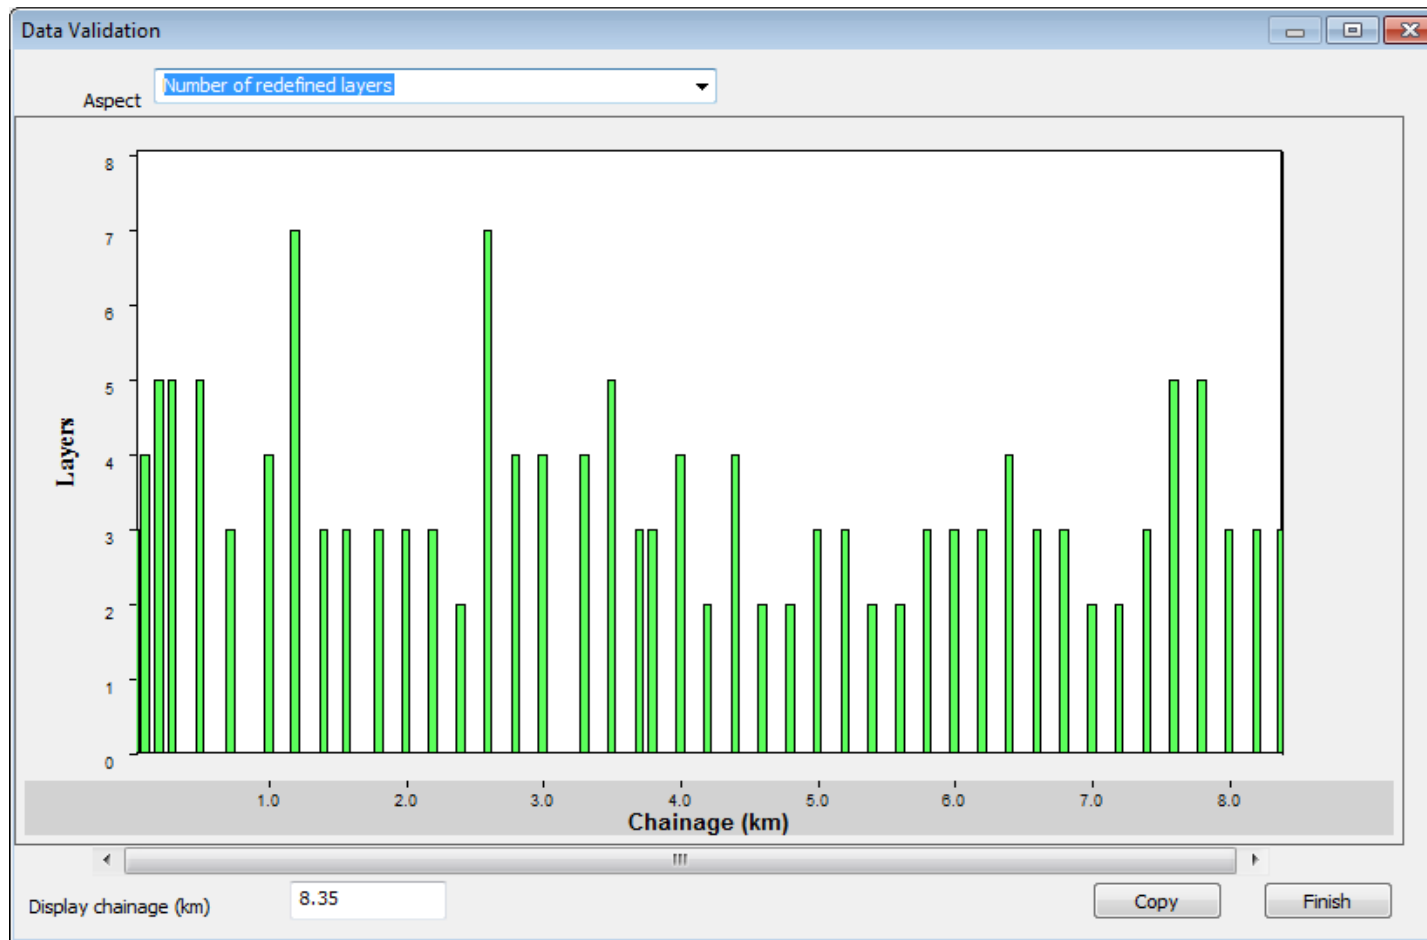 Data Validation
Aspect
Number of redefined layers
8
7
6
5
4
3
2
1
0
Layers
1.0 2.0 3.0 4.0 5.0 6.0 7.0 8.0
Chainage (km)
Display chainage (km) 8.35 Copy Finish